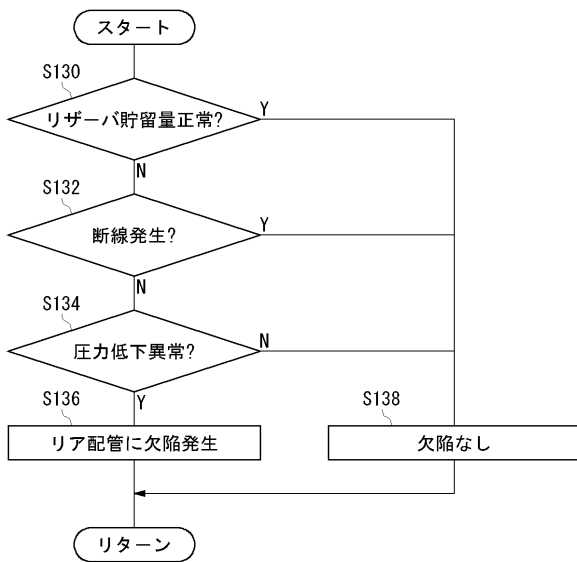 スタート
S130
リザーバ貯留量正常?
Y
N
S132
断線発生?
Y
N
S134
圧力低下異常?
N
Y
S136
リア配管に欠陥発生
S138
欠陥なし
リターン